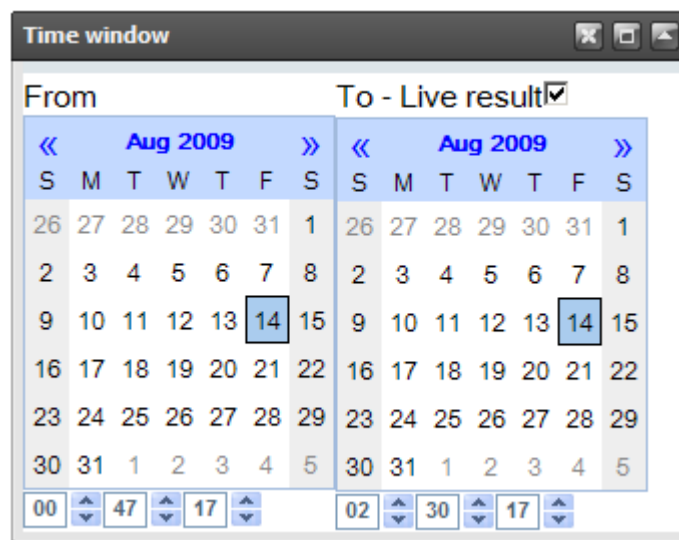 Time window
From
To - Live result
« Aug 2009 »
S M T W T F S
26 27 28 29 30 31 1
2 3 4 5 6 7 8
9 10 11 12 13 14 15
16 17 18 19 20 21 22
23 24 25 26 27 28 29
30 31 1 2 3 4 5
00 47 17
« Aug 2009 »
S M T W T F S
26 27 28 29 30 31 1
2 3 4 5 6 7 8
9 10 11 12 13 14 15
16 17 18 19 20 21 22
23 24 25 26 27 28 29
30 31 1 2 3 4 5
02 30 17